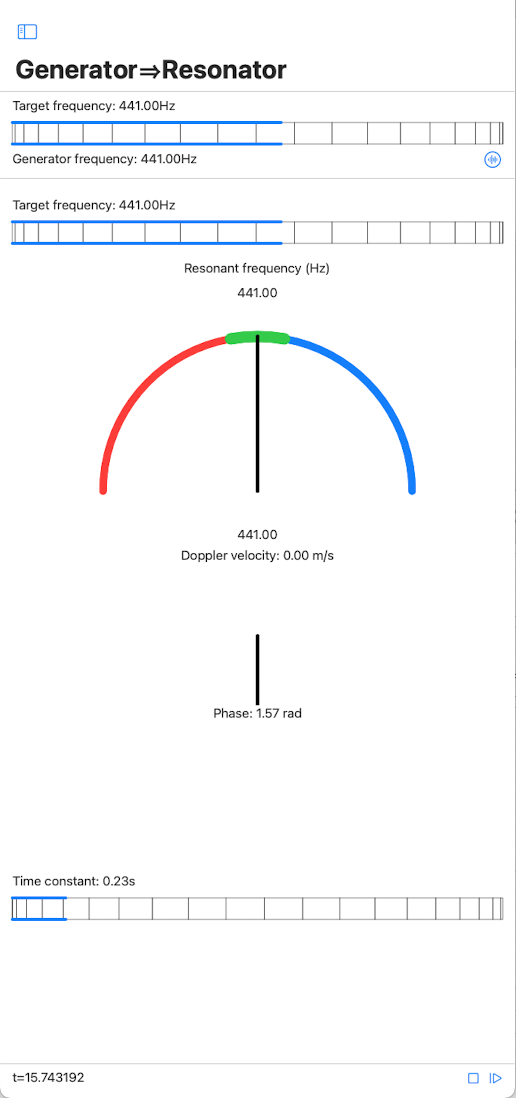 Generator⇒Resonator
Target frequency: 441.00Hz
Generator frequency: 441.00Hz
Target frequency: 441.00Hz
Resonant frequency (Hz)
441.00
441.00
Doppler velocity: 0.00 m/s
Phase: 1.57 rad
Time constant: 0.23s
t=15.743192